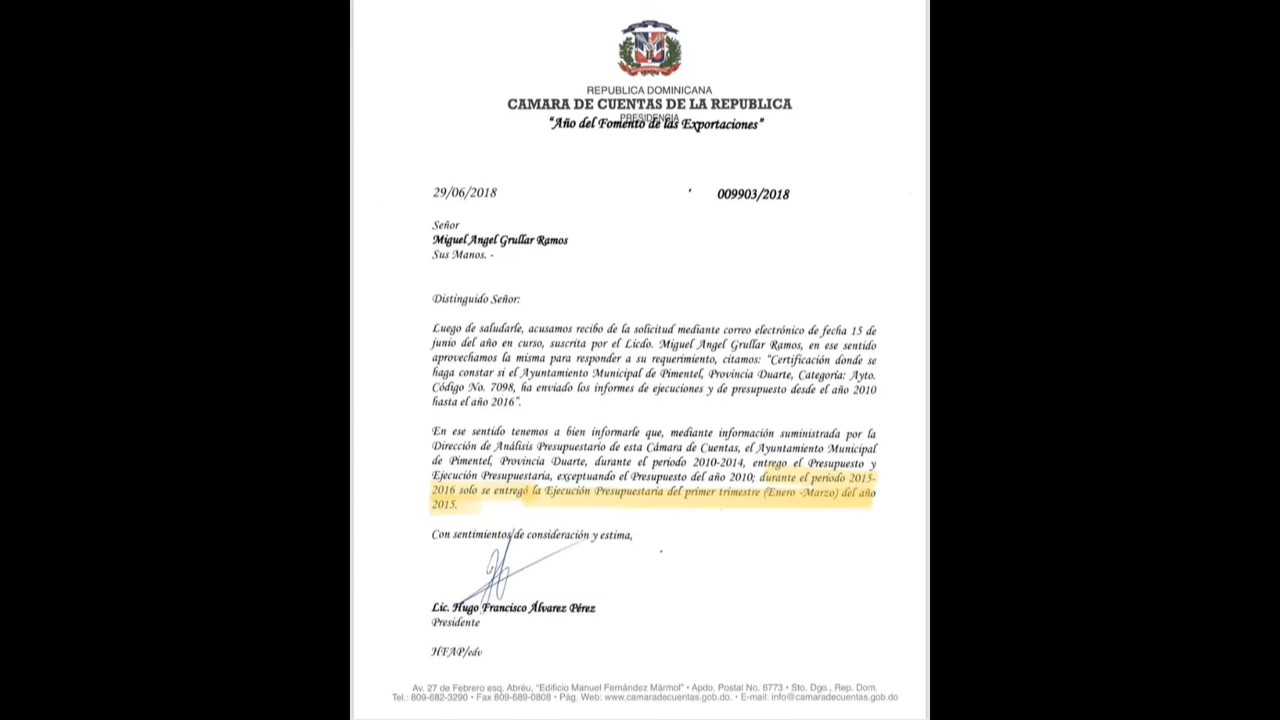 REPUBLICA DOMINICANA
CAMARA DE CUENTAS DE LA REPUBLICA
PRESIDENCIA
"Año del Fomento de las Exportaciones"
29/06/2018 009903/2018
Señor
Miguel Angel Grullar Ramos
Sus Manos. -
Distinguido Señor:
Luego de saludarle, acusamos recibo de la solicitud mediante correo electrónico de fecha 15 de
junio del año en curso, suscrita por el Licdo. Miguel Angel Grullar Ramos, en ese sentido
aprovechamos la misma para responder a su requerimiento, citamos: "Certificación donde se
haga constar si el Ayuntamiento Municipal de Pimentel, Provincia Duarte, Categoría: Ayto.
Código No. 7098, ha enviado los informes de ejecuciones y de presupuesto desde el año 2010
hasta el año 2016".
En ese sentido tenemos a bien informarle que, mediante información suministrada por la
Dirección de Análisis Presupuestario de esta Cámara de Cuentas, el Ayuntamiento Municipal
de Pimentel, Provincia Duarte, durante el periodo 2010-2014, entrego el Presupuesto y
Ejecución Presupuestaria, exceptuando el Presupuesto del año 2010; durante el período 2015-
2016 solo se entregó la Ejecución Presupuestaria del primer trimestre (Enero -Marzo) del año
2015.
Con sentimientos de consideración y estima,
Lic. Hugo Francisco Álvarez Pérez
Presidente
HFAP/edv
Av. 27 de Febrero esq. Abréu, "Edificio Manuel Fernández Mármol" • Apdo. Postal No. 6773 • Sto. Dgo., Rep. Dom.
Tel.: 809-682-3290 • Fax 809-689-0808 • Pág. Web: www.camaradecuentas.gob.do. • E-mail: info@camaradecuentas.gob.do